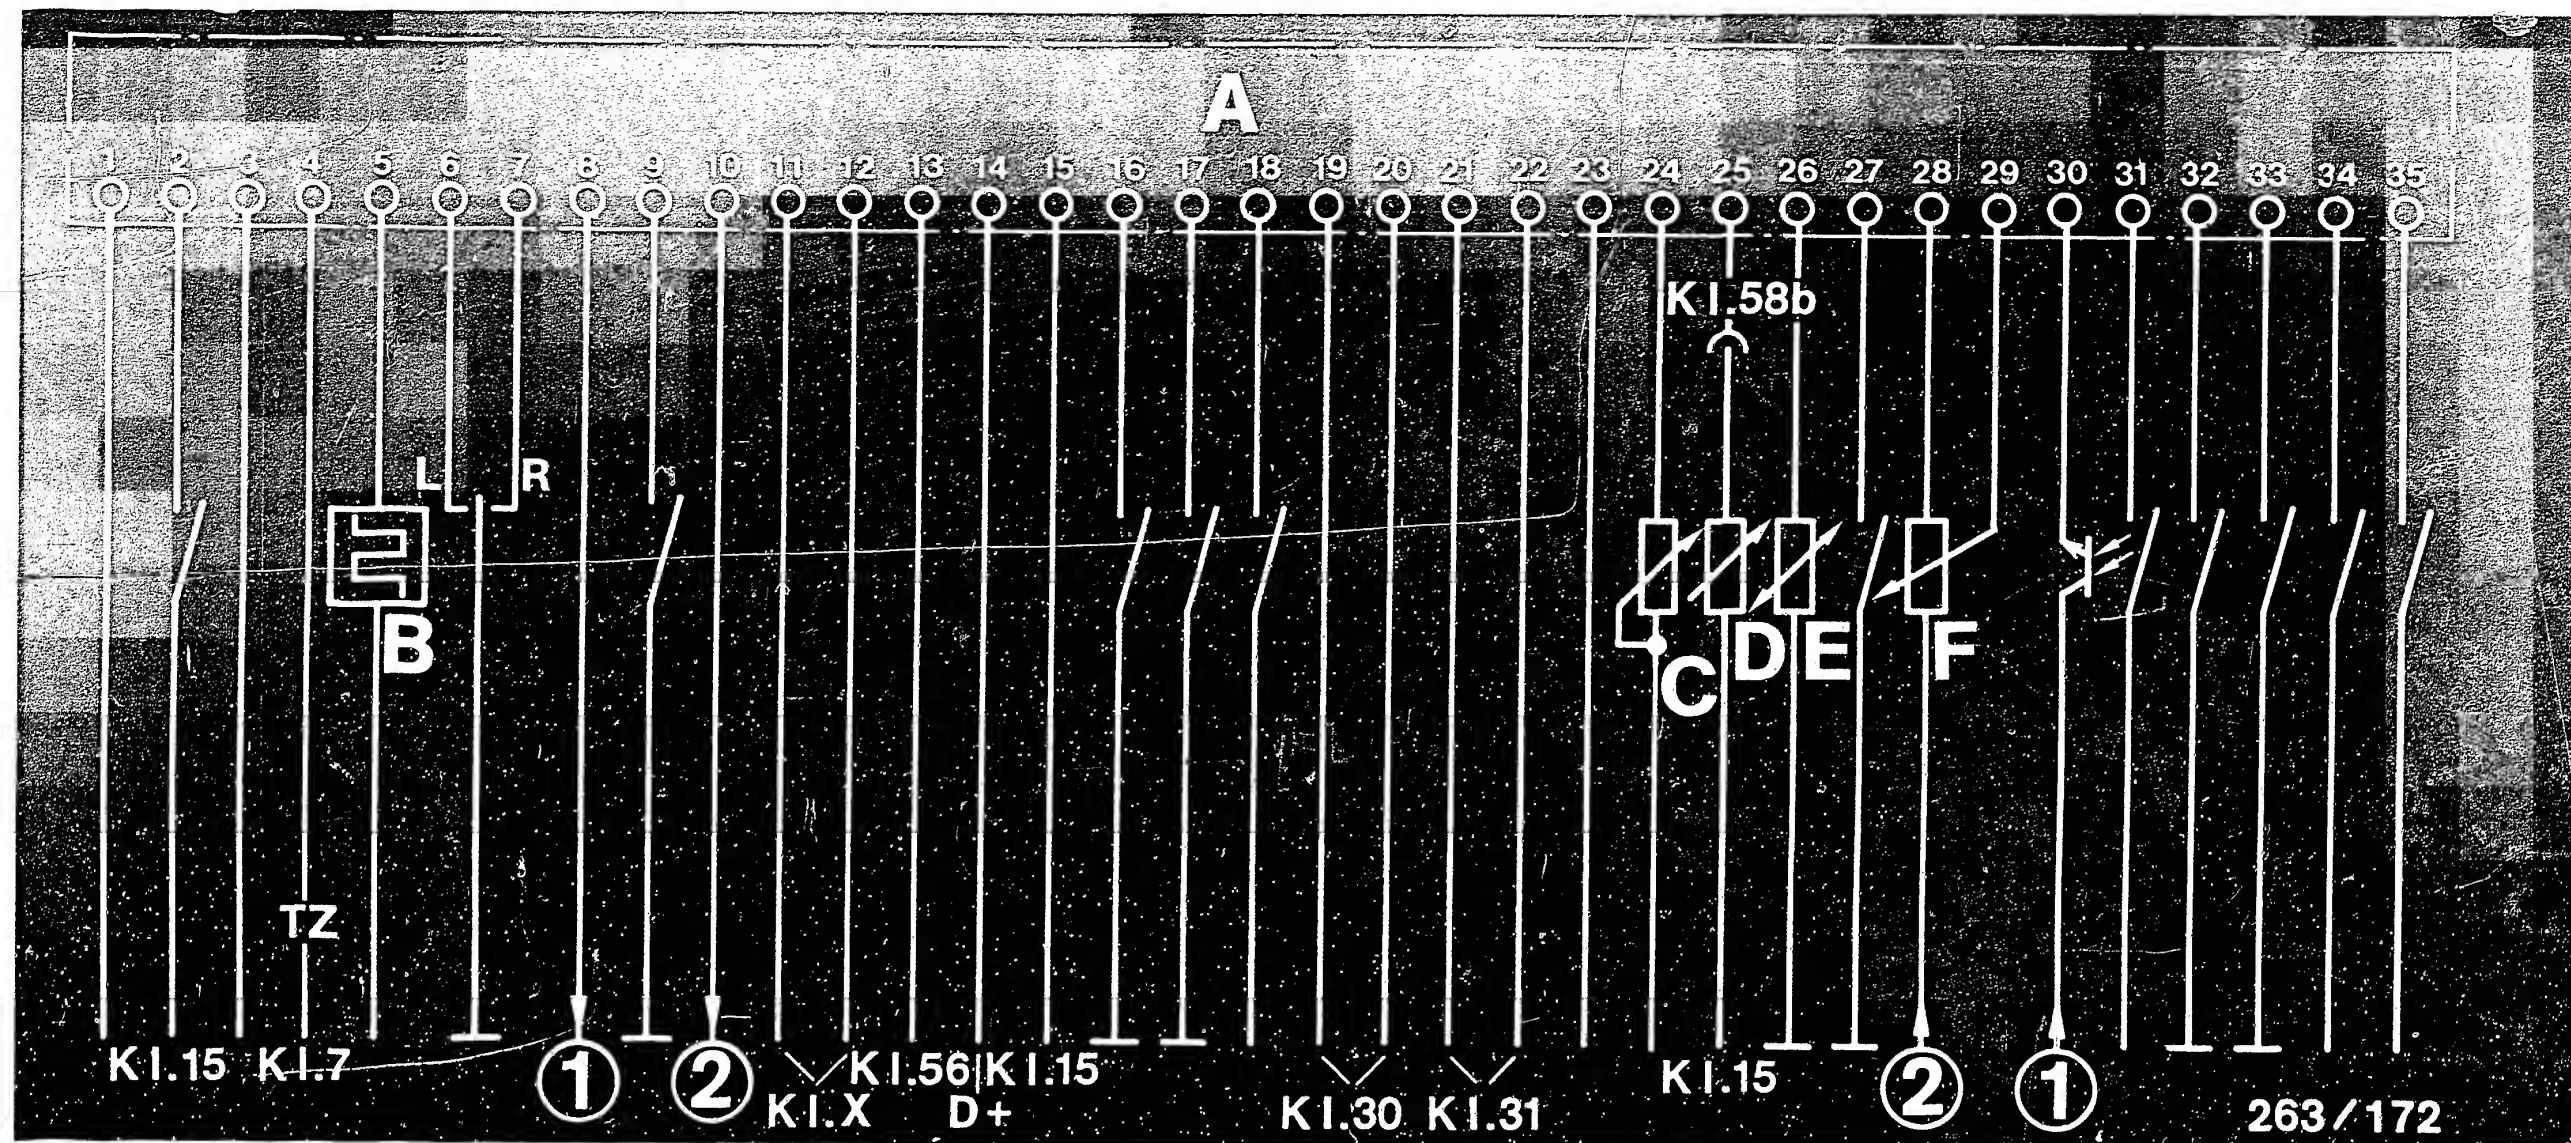 A
1 2 3 4 5 6 7 8 9 10 11 12 13 14 15 16 17 18 19 20 21 22 23 24 25 26 27 28 29 30 31 32 33 34 35
Kl.58b
L R
B
D E F
C
TZ
Kl.15 Kl.7 1 2 Kl.56 Kl.15 Kl.15 2 1
Kl.X D+ Kl.30 Kl.31 263/172